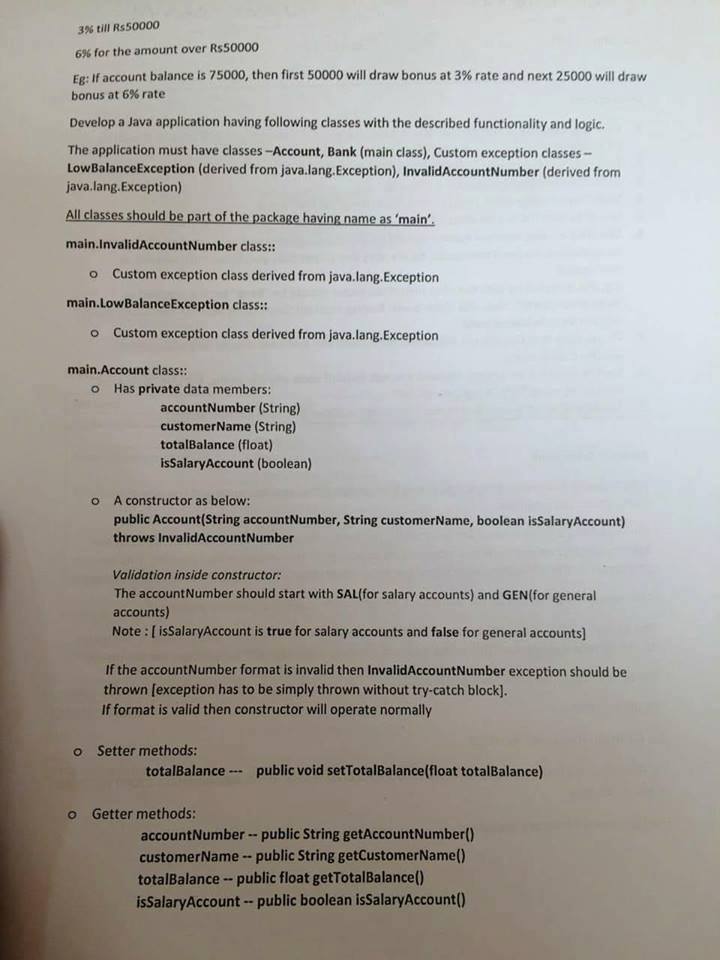 3% till Rs50000
6% for the amount over Rs50000
Eg: If account balance is 75000, then first 50000 will draw bonus at 3% rate and next 25000 will draw
bonus at 6% rate
Develop a Java application having following classes with the described functionality and logic.
The application must have classes –Account, Bank (main class), Custom exception classes –
LowBalanceException (derived from java.lang.Exception), InvalidAccountNumber (derived from
java.lang.Exception)
All classes should be part of the package having name as ‘main’.
main.InvalidAccountNumber class::
o Custom exception class derived from java.lang.Exception
main.LowBalanceException class::
o Custom exception class derived from java.lang.Exception
main.Account class::
o Has private data members:
accountNumber (String)
customerName (String)
totalBalance (float)
isSalaryAccount (boolean)
o A constructor as below:
public Account(String accountNumber, String customerName, boolean isSalaryAccount)
throws InvalidAccountNumber
Validation inside constructor:
The accountNumber should start with SAL(for salary accounts) and GEN(for general
accounts)
Note : [ isSalaryAccount is true for salary accounts and false for general accounts]
If the accountNumber format is invalid then InvalidAccountNumber exception should be
thrown [exception has to be simply thrown without try-catch block].
If format is valid then constructor will operate normally
o Setter methods:
totalBalance --- public void setTotalBalance(float totalBalance)
o Getter methods:
accountNumber -- public String getAccountNumber()
customerName -- public String getCustomerName()
totalBalance -- public float getTotalBalance()
isSalaryAccount -- public boolean isSalaryAccount()